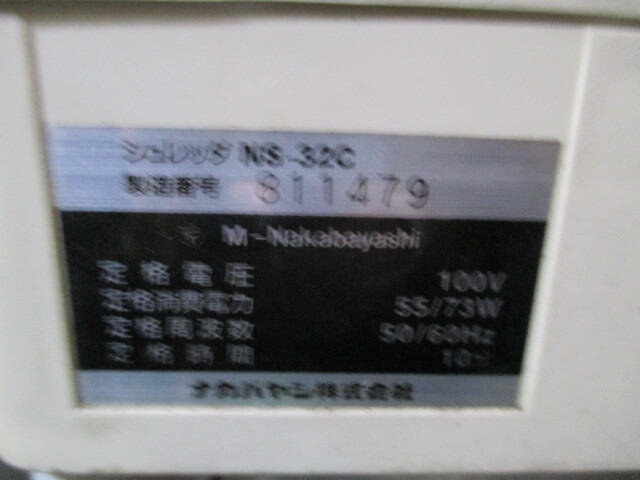 シュレッダ NS-32C
製造番号 811479
M-Nakabayashi
定格電圧 100V
定格消費電力 55/73W
定格周波数 50/60Hz
定格時間 10
ナカバヤシ株式会社